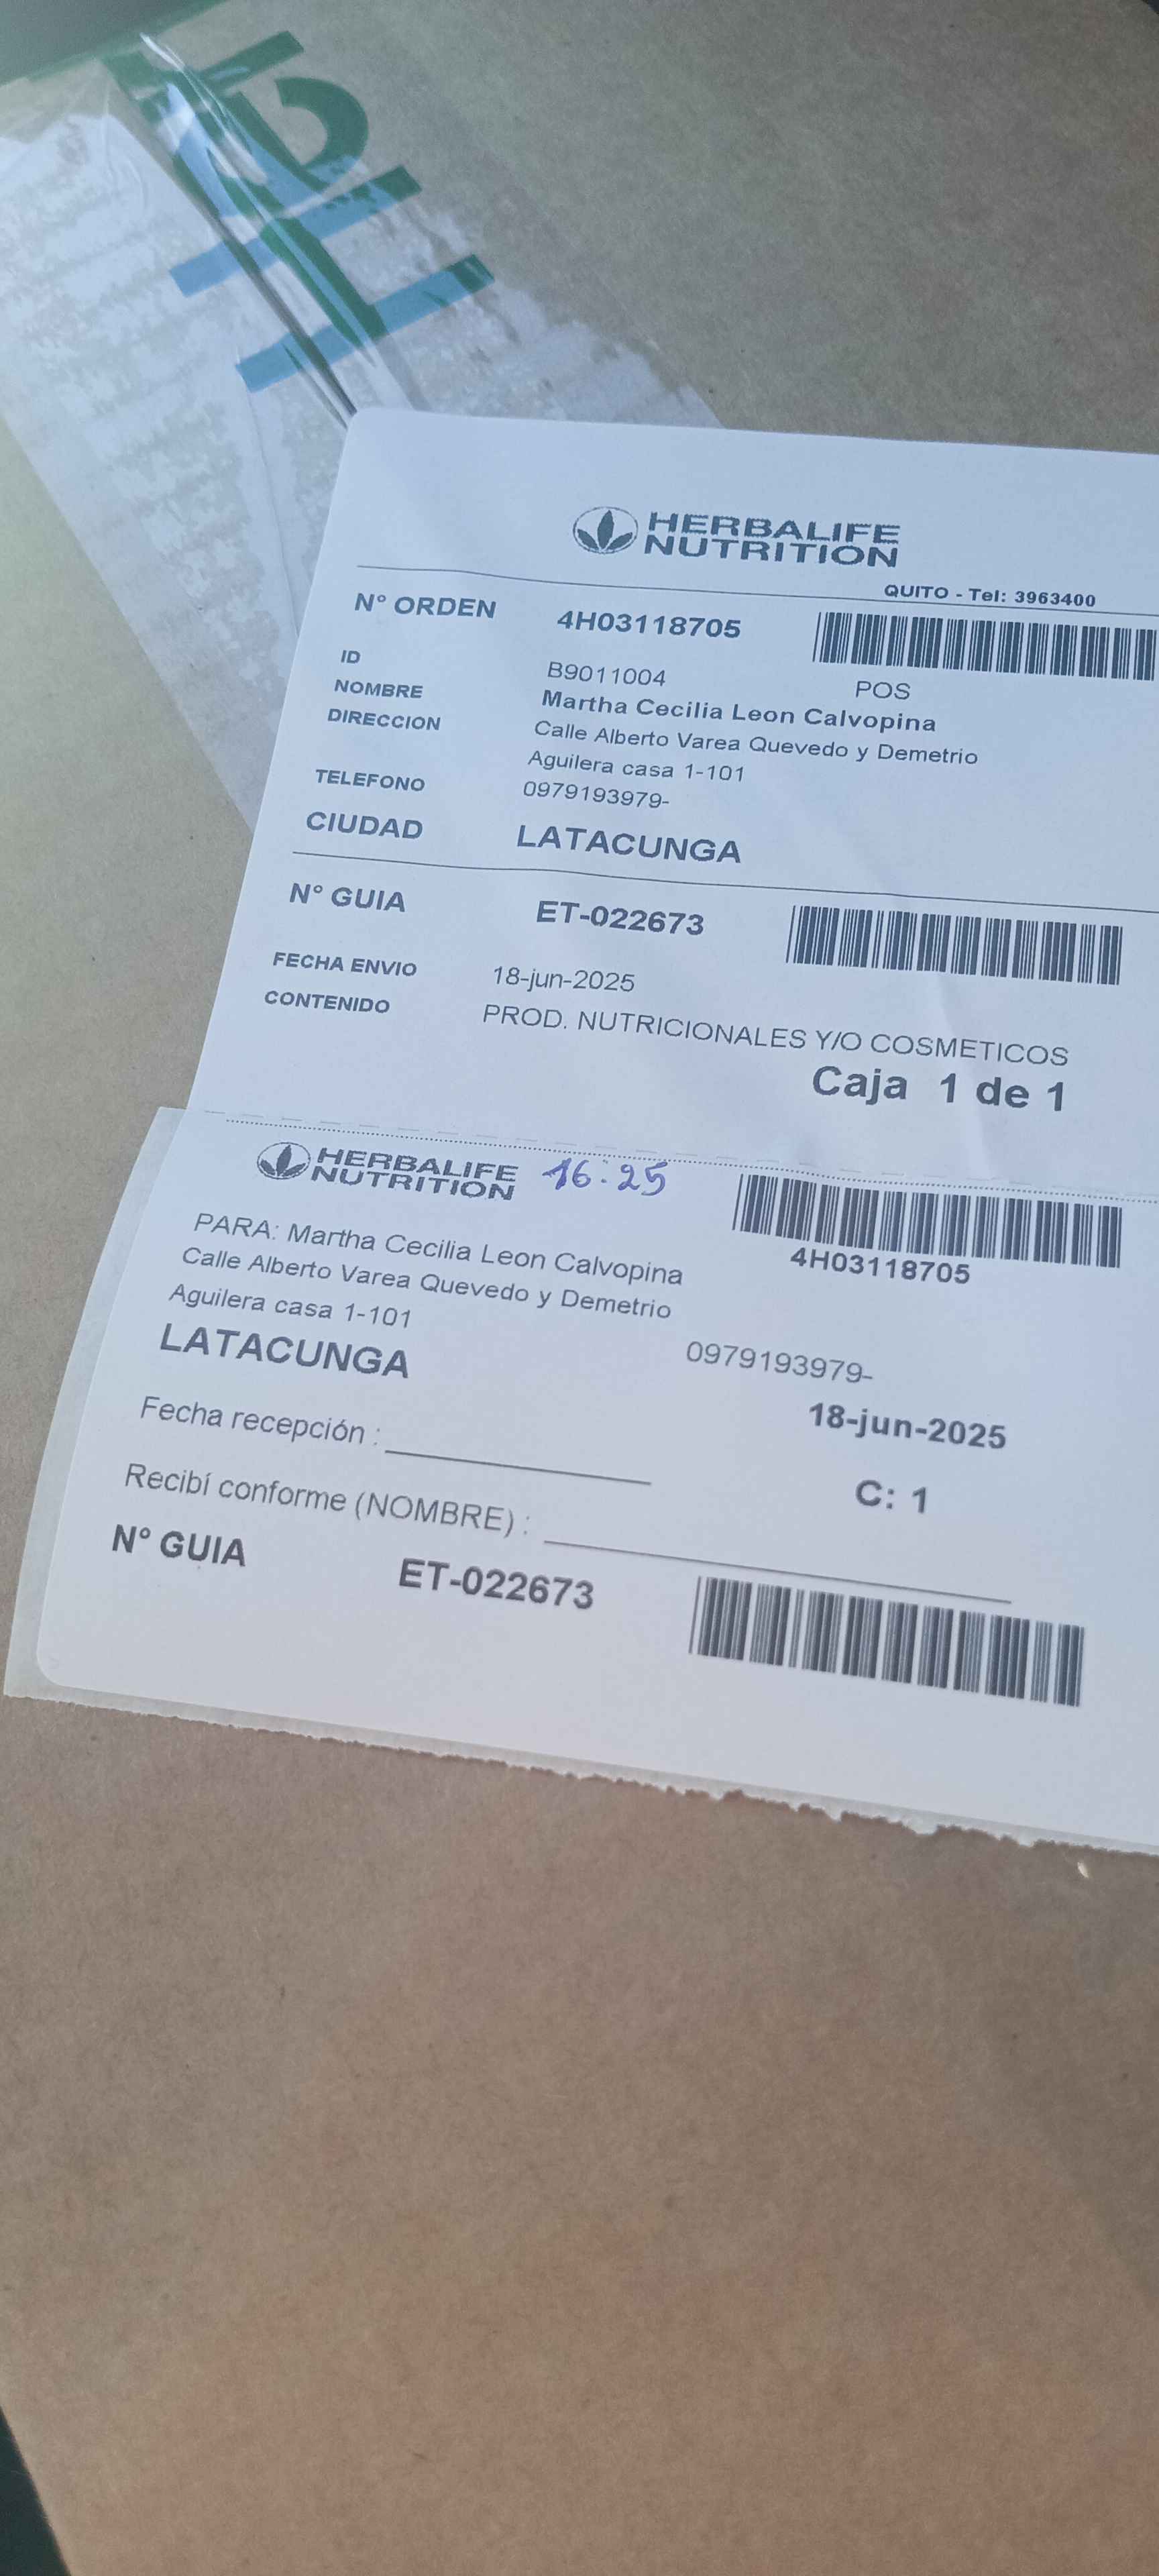 HERBALIFE
NUTRITION
QUITO - Tel: 3963400
N° ORDEN 4H03118705
ID B9011004 POS
NOMBRE Martha Cecilia Leon Calvopina
DIRECCION Calle Alberto Varea Quevedo y Demetrio
Aguilera casa 1-101
TELEFONO 0979193979-
CIUDAD LATACUNGA
N° GUIA ET-022673
FECHA ENVIO 18-jun-2025
CONTENIDO PROD. NUTRICIONALES Y/O COSMETICOS
Caja 1 de 1
HERBALIFE
NUTRITION 16:25
PARA: Martha Cecilia Leon Calvopina
4H03118705
Calle Alberto Varea Quevedo y Demetrio
Aguilera casa 1-101
LATACUNGA 0979193979-
18-jun-2025
Fecha recepción :
C: 1
Recibí conforme (NOMBRE) :
N° GUIA ET-022673